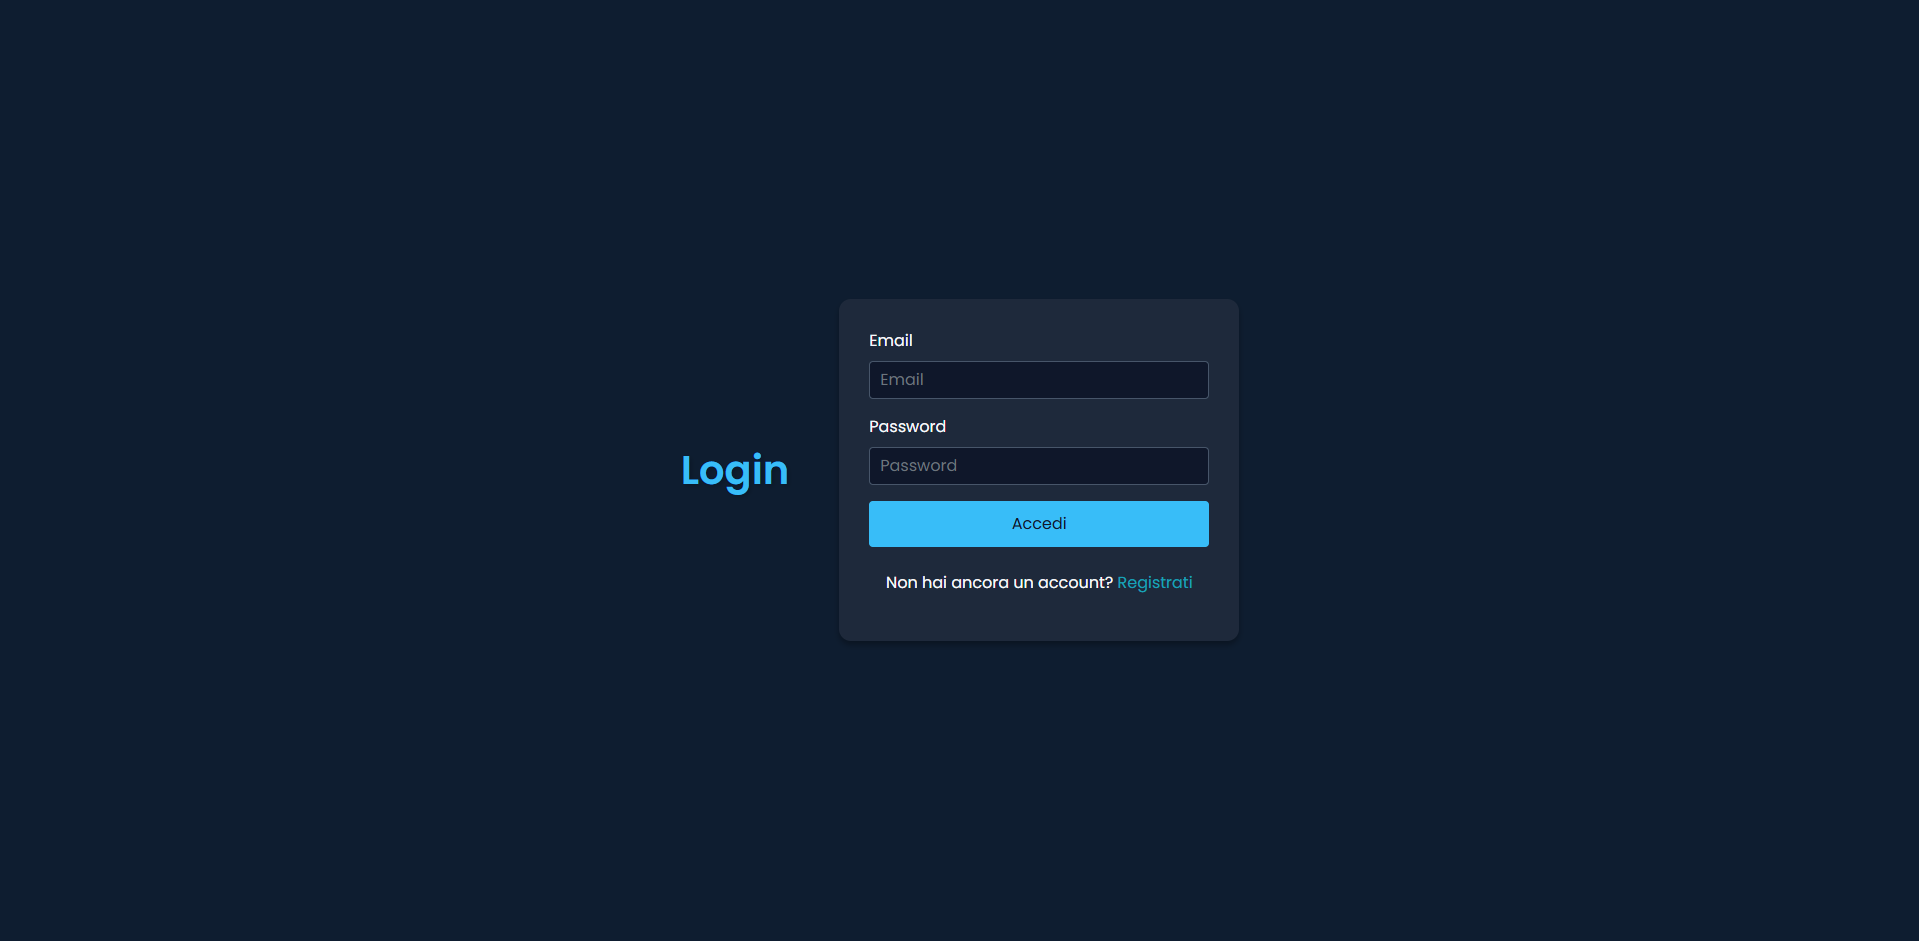 Login
Email
Email
Password
Password
Accedi
Non hai ancora un account? Registrati